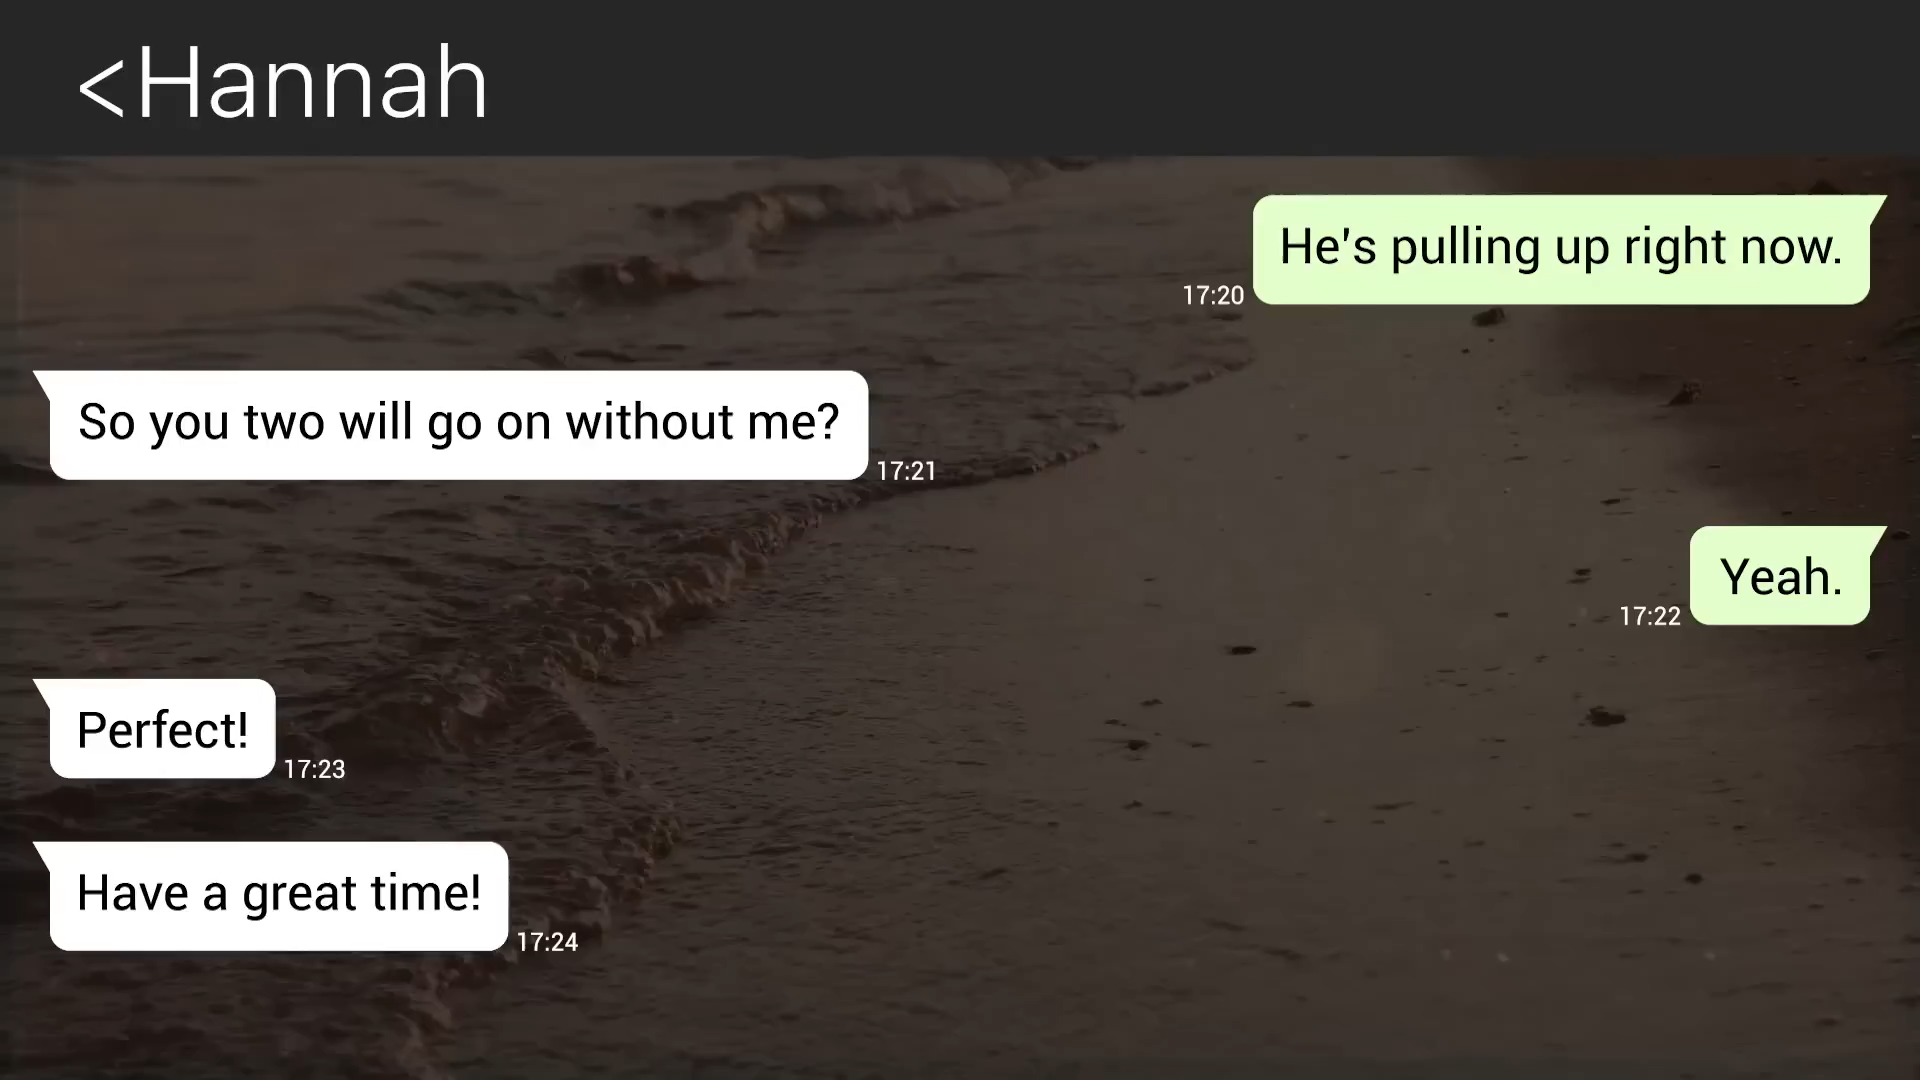 <Hannah
He's pulling up right now.
17:20
So you two will go on without me?
17:21
Yeah.
17:22
Perfect!
17:23
Have a great time!
17:24